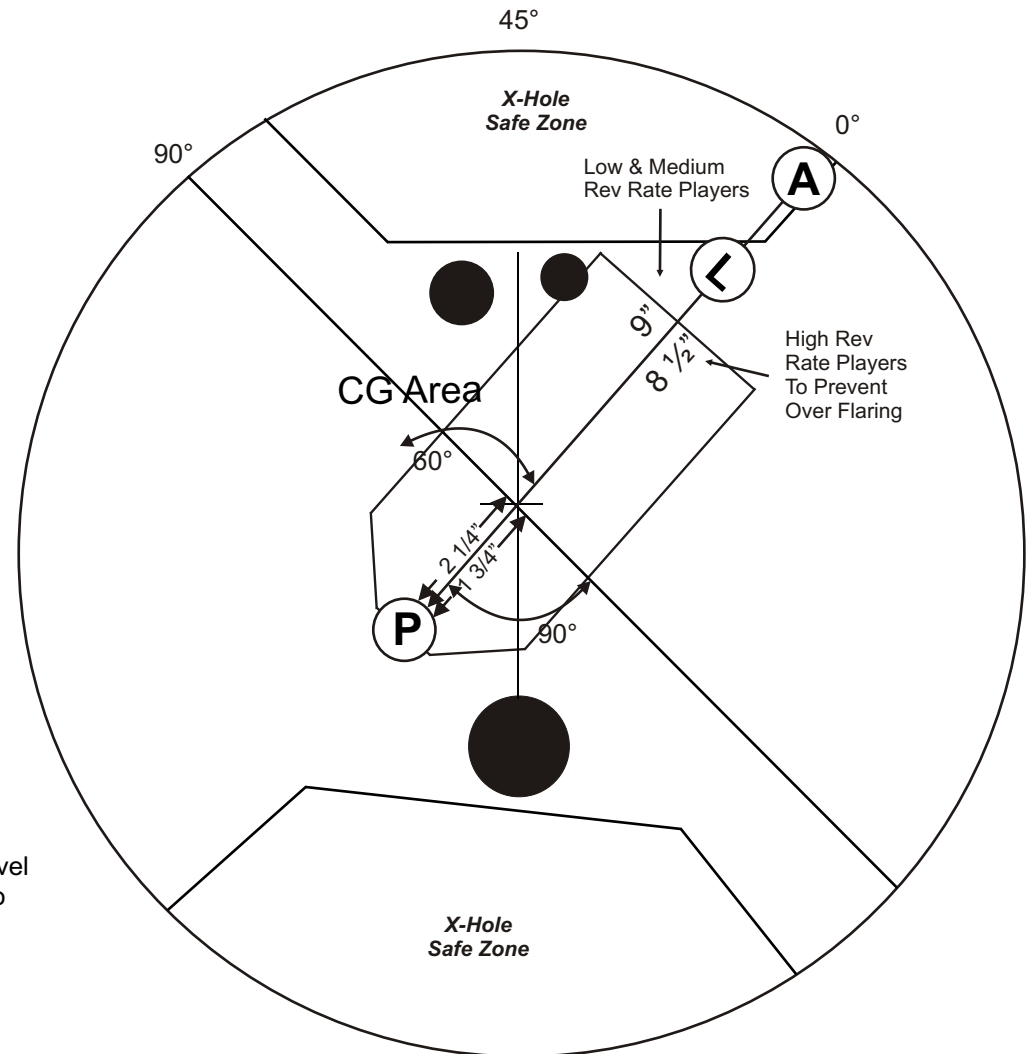 45°
X-Hole
Safe Zone
0°
90°
Low & Medium
Rev Rate Players
A
L
9”
8 ½”
High Rev
Rate Players
To Prevent
Over Flaring
CG Area
60°
2 1/4”
1 3/4”
P
90°
vel
X-Hole
Safe Zone